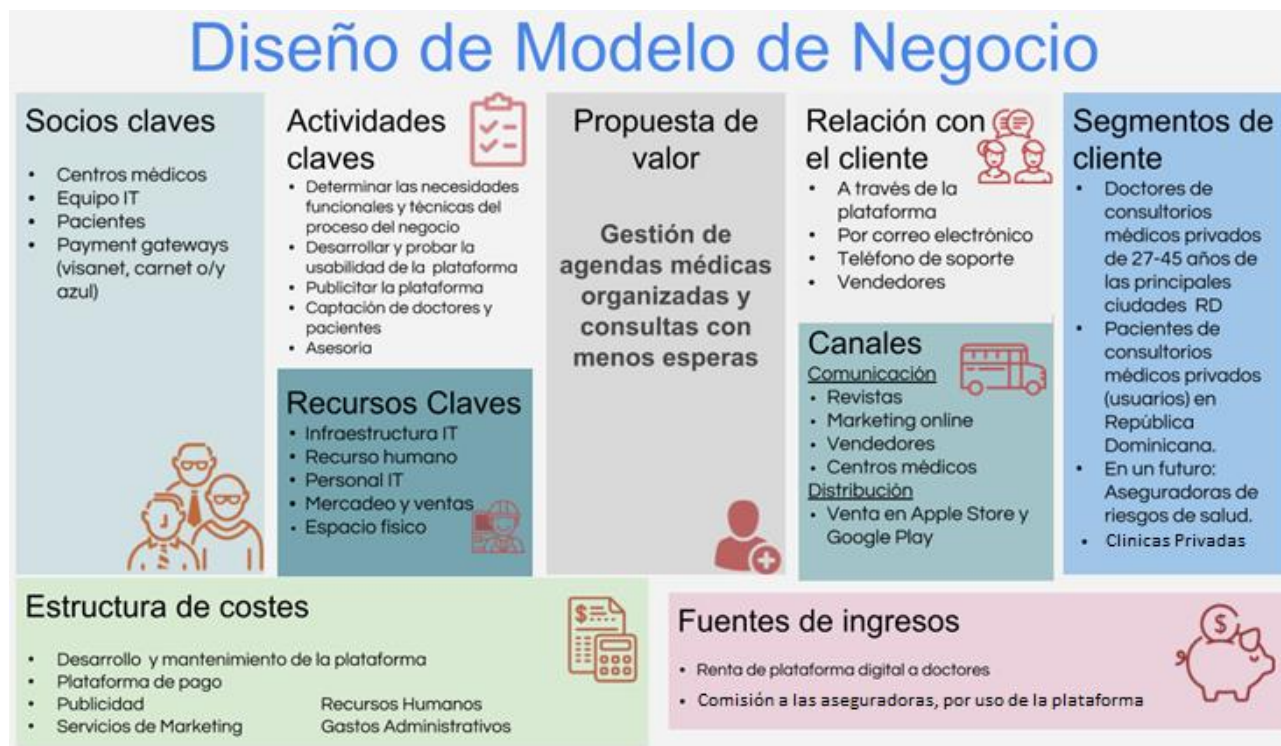 Diseño de Modelo de Negocio
Socios claves
• Centros médicos
• Equipo IT
• Pacientes
• Payment gateways
(visanet, carnet o/y
azul)
Actividades
claves
• Determinar las necesidades
funcionales y técnicas del
proceso del negocio
• Desarrollar y probar la
usabilidad de la plataforma
• Publicitar la plataforma
• Captación de doctores y
pacientes
• Asesoria
Recursos Claves
• Infraestructura IT
• Recurso humano
• Personal IT
• Mercadeo y ventas
• Espacio físico
Propuesta de
valor
Gestión de
agendas médicas
organizadas y
consultas con
menos esperas
Relación con
el cliente
• A través de la
plataforma
• Por correo electrónico
• Teléfono de soporte
• Vendedores
Canales
Comunicación
• Revistas
• Marketing online
• Vendedores
• Centros médicos
Distribución
• Venta en Apple Store y
Google Play
Segmentos de
cliente
• Doctores de
consultorios
médicos privados
de 27-45 años de
las principales
ciudades RD
• Pacientes de
consultorios
médicos privados
(usuarios) en
República
Dominicana.
• En un futuro:
Aseguradoras de
riesgos de salud.
• Clinicas Privadas
Estructura de costes
• Desarrollo y mantenimiento de la plataforma
• Plataforma de pago
• Publicidad Recursos Humanos
• Servicios de Marketing Gastos Administrativos
Fuentes de ingresos
• Renta de plataforma digital a doctores
• Comisión a las aseguradoras, por uso de la plataforma